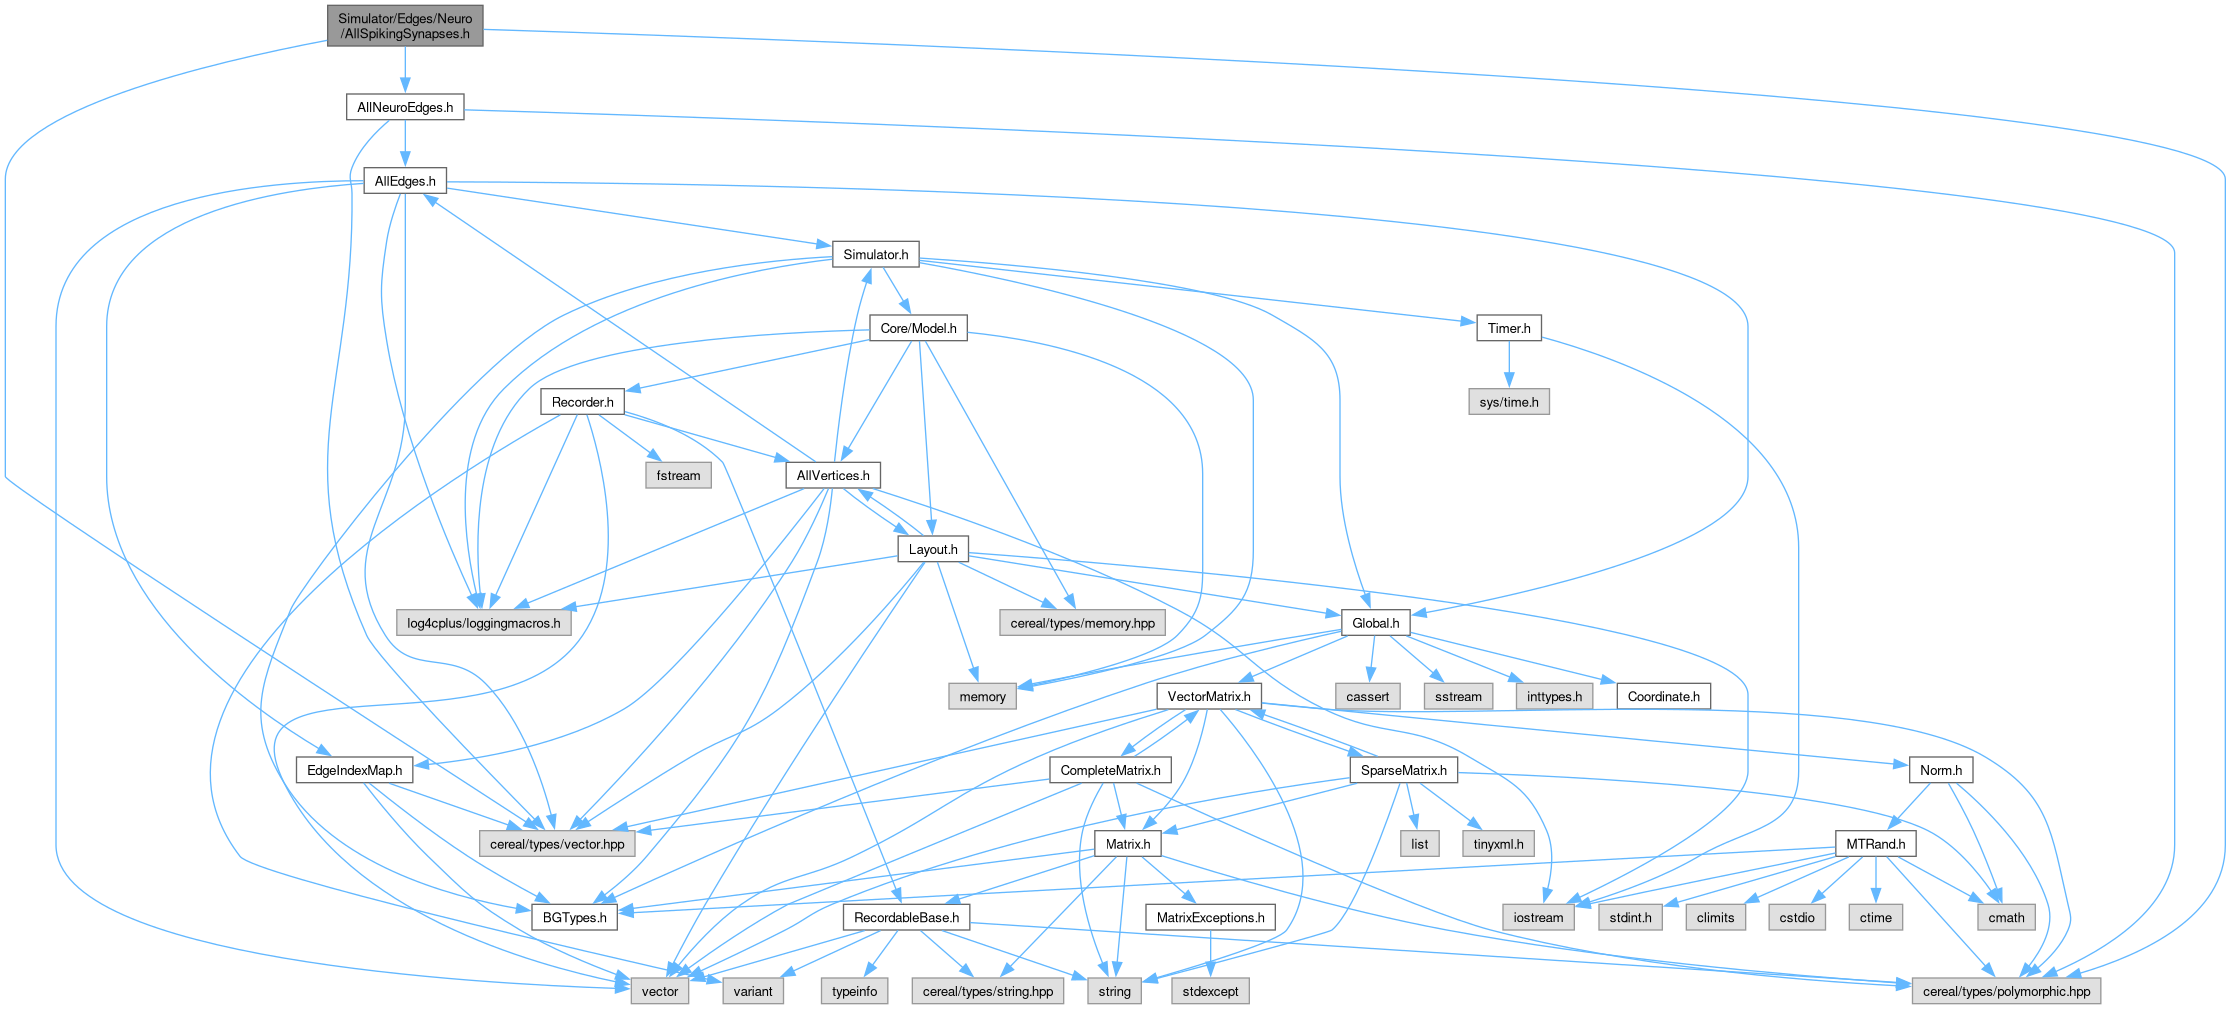 Simulator/Edges/Neuro
/AllSpikingSynapses.h
AllNeuroEdges.h
AllEdges.h
Simulator.h
Core/Model.h
Timer.h
Recorder.h
sys/time.h
fstream
AllVertices.h
Layout.h
log4cplus/loggingmacros.h
cereal/types/memory.hpp
Global.h
memory
VectorMatrix.h
cassert
sstream
inttypes.h
Coordinate.h
EdgeIndexMap.h
CompleteMatrix.h
SparseMatrix.h
Norm.h
cereal/types/vector.hpp
Matrix.h
list
tinyxml.h
MTRand.h
BGTypes.h
RecordableBase.h
MatrixExceptions.h
iostream
stdint.h
climits
cstdio
ctime
cmath
vector
variant
typeinfo
cereal/types/string.hpp
string
stdexcept
cereal/types/polymorphic.hpp